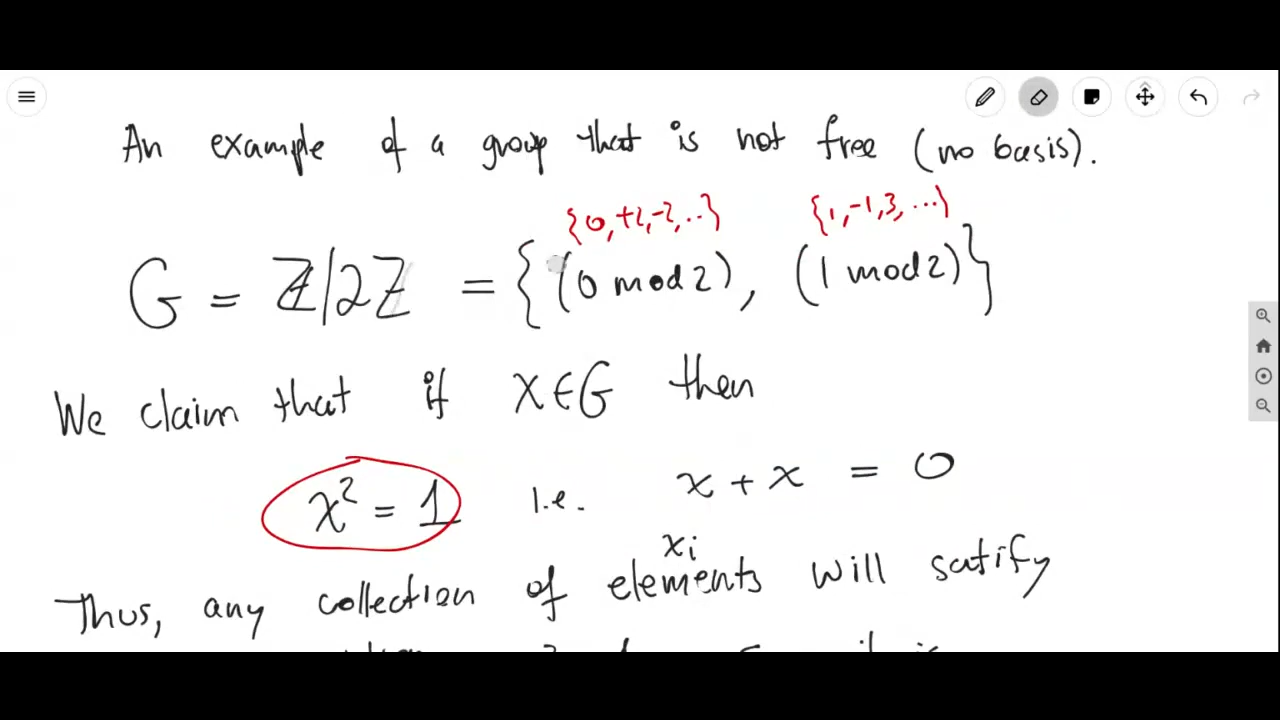 An example of a group that is not free (no basis).
{0,+2,-2,..} {1,-1,3,...}
G = Z/2Z = { (0 mod 2), (1 mod 2) }
We claim that if x∈G then
x² = 1 i.e. x + x = 0
xi
Thus, any collection of elements will satify